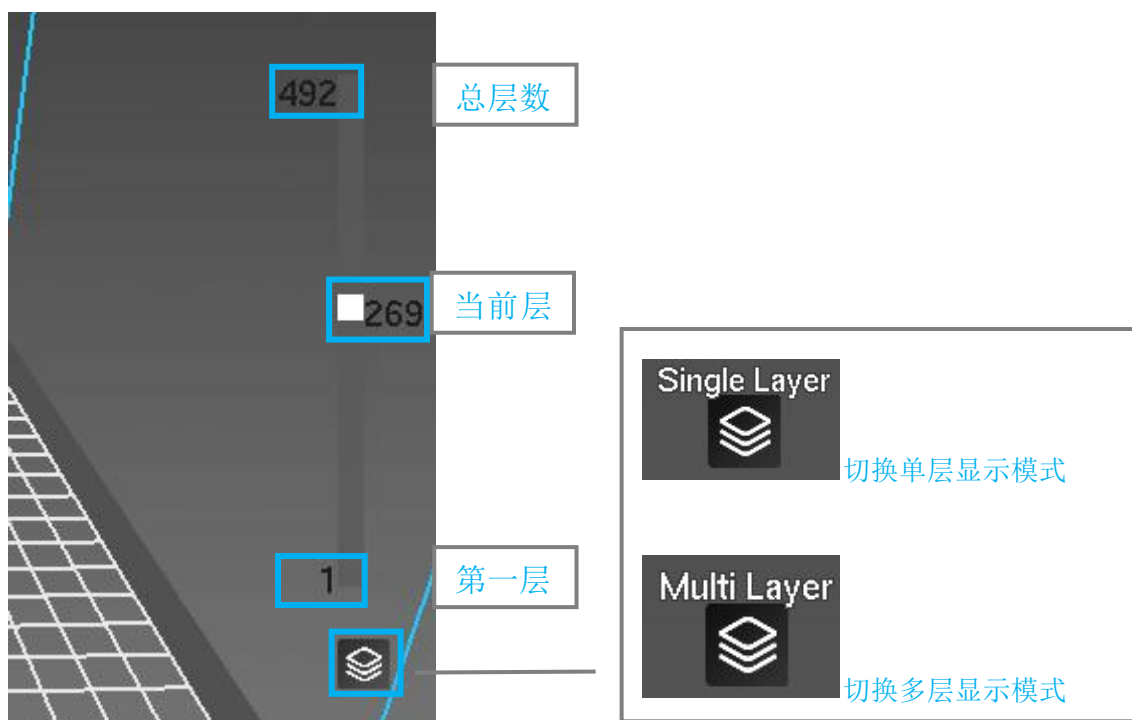 492
总层数
269
当前层
1
第一层
Single Layer
切换单层显示模式
Multi Layer
切换多层显示模式